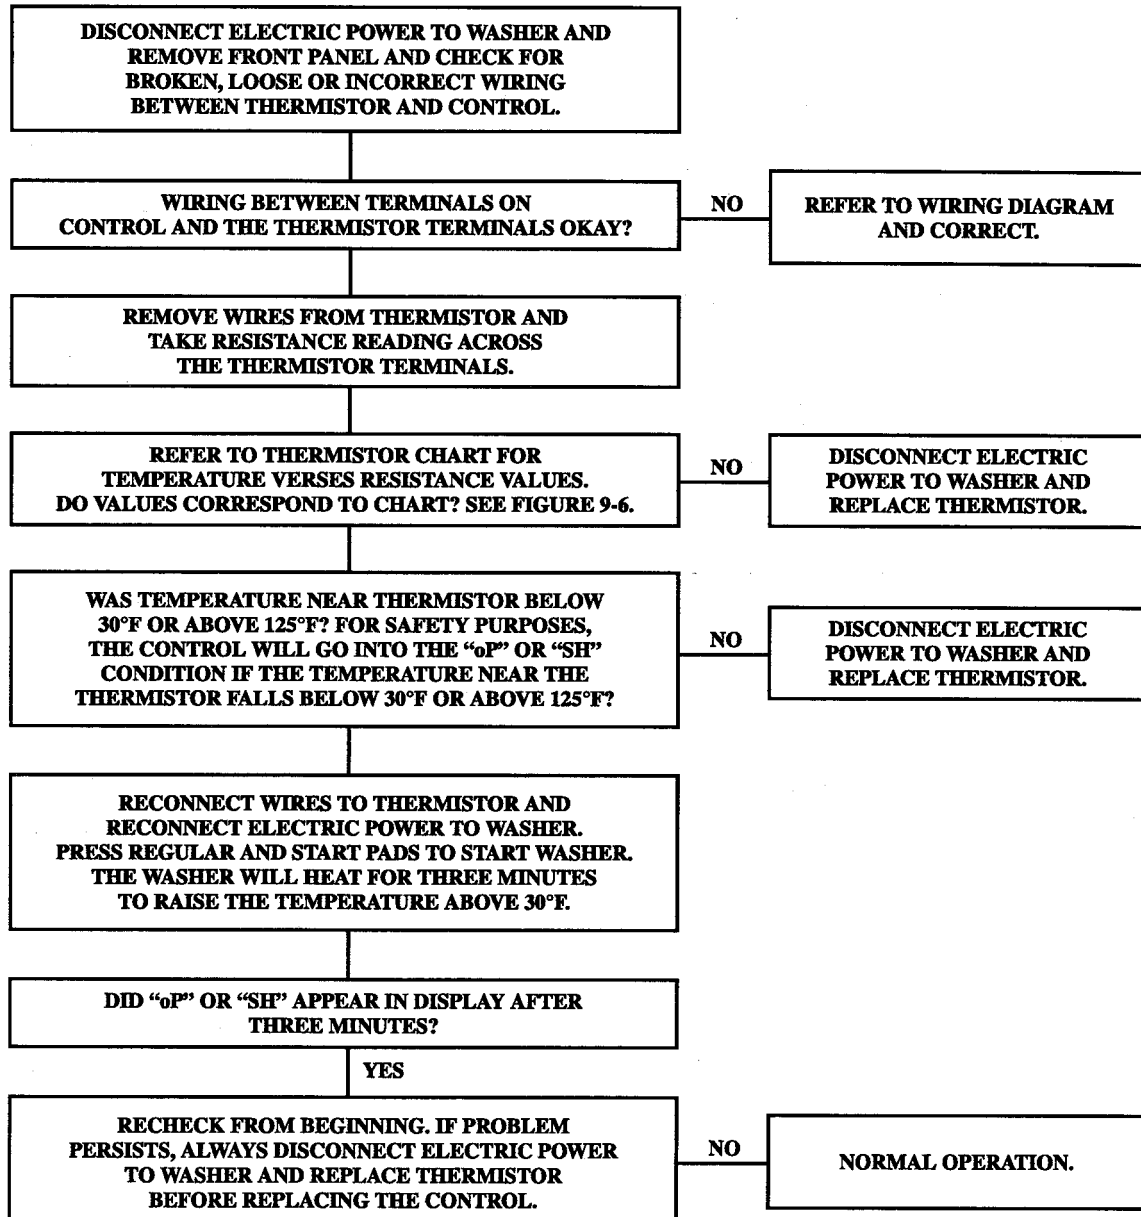 DISCONNECT ELECTRIC POWER TO WASHER AND
REMOVE FRONT PANEL AND CHECK FOR
BROKEN, LOOSE OR INCORRECT WIRING
BETWEEN THERMISTOR AND CONTROL.
WIRING BETWEEN TERMINALS ON
CONTROL AND THE THERMISTOR TERMINALS OKAY?
NO
REFER TO WIRING DIAGRAM
AND CORRECT.
REMOVE WIRES FROM THERMISTOR AND
TAKE RESISTANCE READING ACROSS
THE THERMISTOR TERMINALS.
REFER TO THERMISTOR CHART FOR
TEMPERATURE VERSES RESISTANCE VALUES.
DO VALUES CORRESPOND TO CHART? SEE FIGURE 9-6.
NO
DISCONNECT ELECTRIC
POWER TO WASHER AND
REPLACE THERMISTOR.
WAS TEMPERATURE NEAR THERMISTOR BELOW
30°F OR ABOVE 125°F? FOR SAFETY PURPOSES,
THE CONTROL WILL GO INTO THE “oP” OR “SH”
CONDITION IF THE TEMPERATURE NEAR THE
THERMISTOR FALLS BELOW 30°F OR ABOVE 125°F?
NO
DISCONNECT ELECTRIC
POWER TO WASHER AND
REPLACE THERMISTOR.
RECONNECT WIRES TO THERMISTOR AND
RECONNECT ELECTRIC POWER TO WASHER.
PRESS REGULAR AND START PADS TO START WASHER.
THE WASHER WILL HEAT FOR THREE MINUTES
TO RAISE THE TEMPERATURE ABOVE 30°F.
DID “oP” OR “SH” APPEAR IN DISPLAY AFTER
THREE MINUTES?
YES
RECHECK FROM BEGINNING. IF PROBLEM
PERSISTS, ALWAYS DISCONNECT ELECTRIC POWER
TO WASHER AND REPLACE THERMISTOR
BEFORE REPLACING THE CONTROL.
NO
NORMAL OPERATION.